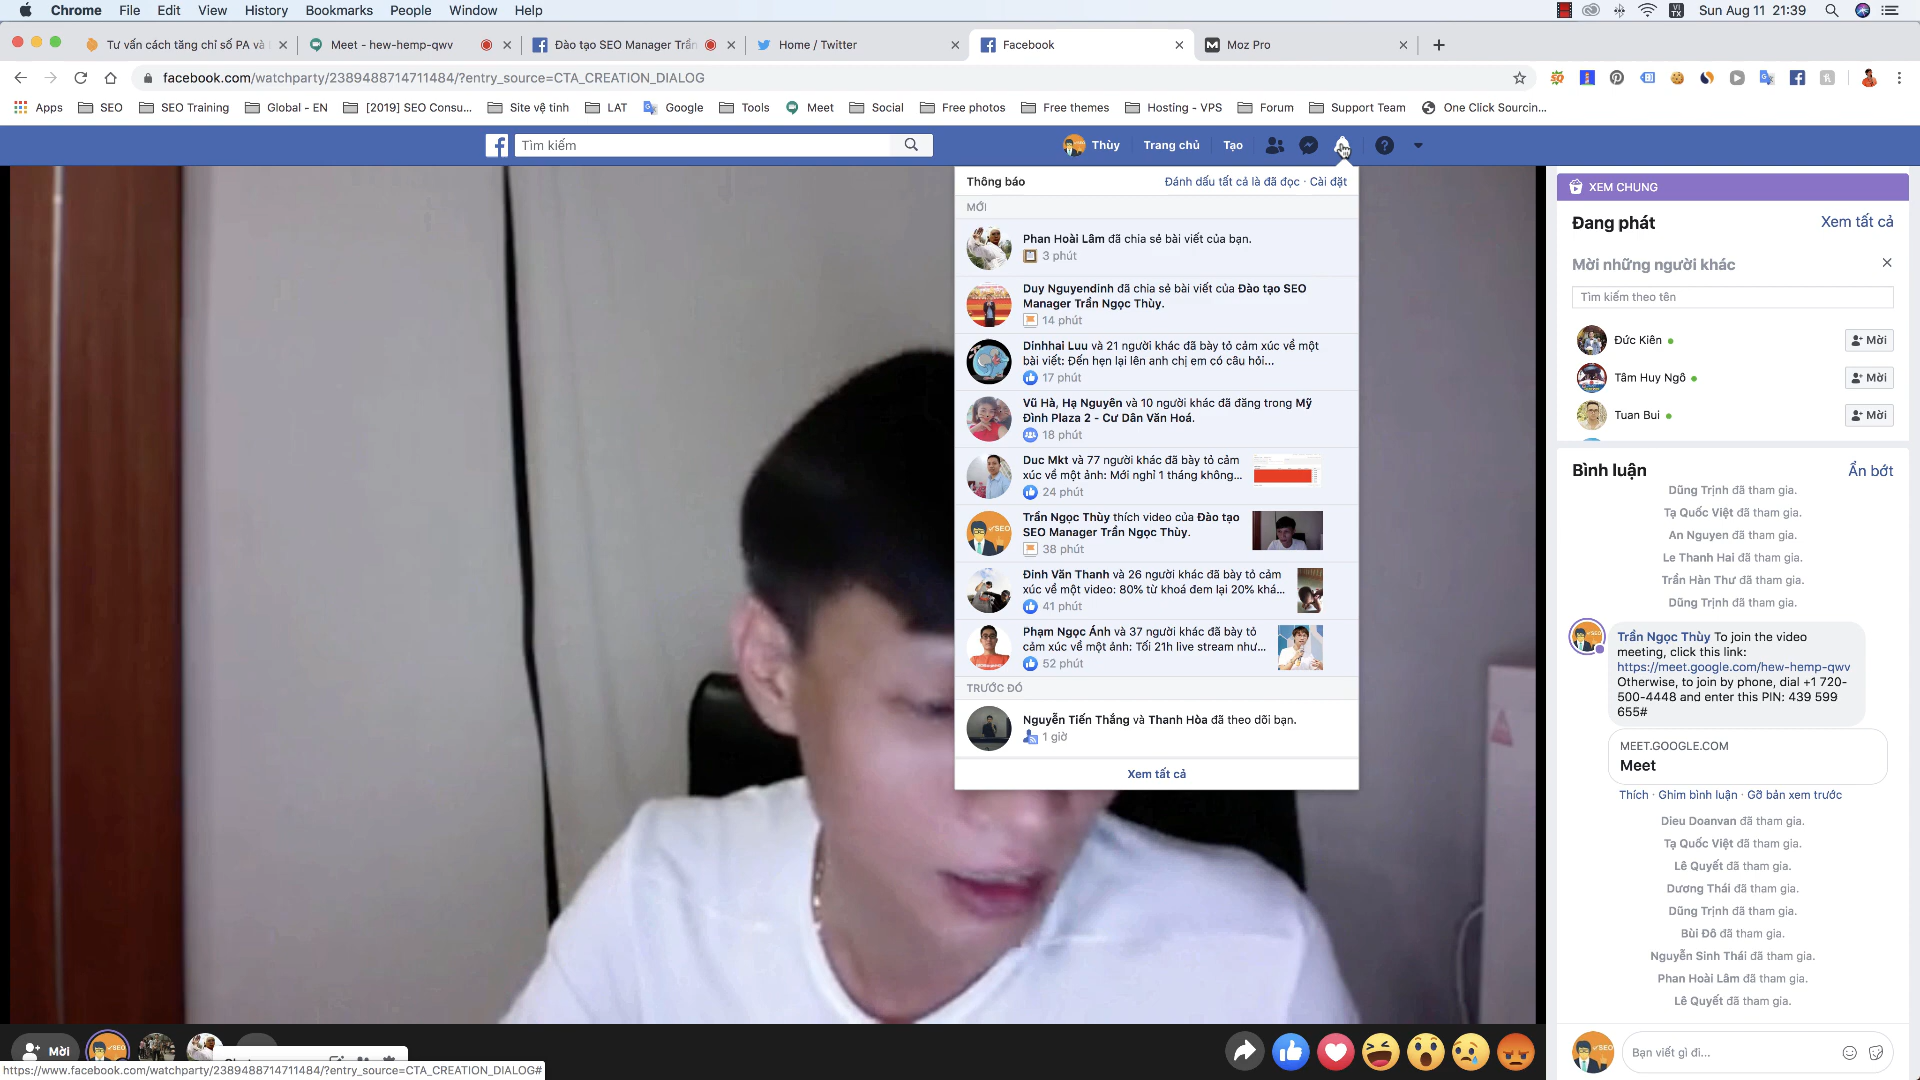 Chrome File Edit View History Bookmarks People Window Help
Sun Aug 11 21:39
Tư vấn cách tăng chỉ số PA và
Meet - hew-hemp-qwv
Đào tạo SEO Manager Trần
Home / Twitter
Facebook
Moz Pro
facebook.com/watchparty/2389488714711484/?entry_source=CTA_CREATION_DIALOG
Apps SEO SEO Training Global - EN [2019] SEO Consu... Site vệ tinh LAT Google Tools Meet Social Free photos Free themes Hosting - VPS Forum Support Team One Click Sourcin...
Tìm kiếm
Thùy Trang chủ Tạo
Thông báo
Đánh dấu tất cả là đã đọc · Cài đặt
MỚI
Phan Hoài Lâm đã chia sẻ bài viết của bạn.
3 phút
Duy Nguyendinh đã chia sẻ bài viết của Đào tạo SEO
Manager Trần Ngọc Thùy.
14 phút
Dinhhai Luu và 21 người khác đã bày tỏ cảm xúc về một
bài viết: Đến hẹn lại lên anh chị em có câu hỏi...
17 phút
Vũ Hà, Hạ Nguyên và 10 người khác đã đăng trong Mỹ
Đình Plaza 2 - Cư Dân Văn Hoá.
18 phút
Duc Mkt và 77 người khác đã bày tỏ cảm
xúc về một ảnh: Mới nghỉ 1 tháng không...
24 phút
Trần Ngọc Thùy thích video của Đào tạo
SEO Manager Trần Ngọc Thùy.
38 phút
Đinh Văn Thanh và 26 người khác đã bày tỏ cảm
xúc về một video: 80% từ khoá đem lại 20% khá...
41 phút
Phạm Ngọc Ánh và 37 người khác đã bày tỏ
cảm xúc về một ảnh: Tối 21h live stream như...
52 phút
TRƯỚC ĐÓ
Nguyễn Tiến Thắng và Thanh Hòa đã theo dõi bạn.
1 giờ
Xem tất cả
XEM CHUNG
Đang phát
Xem tất cả
Mời những người khác
Tìm kiếm theo tên
Đức Kiên
Mời
Tâm Huy Ngô
Mời
Tuan Bui
Mời
Bình luận
Ẩn bớt
Dũng Trịnh đã tham gia.
Tạ Quốc Việt đã tham gia.
An Nguyen đã tham gia.
Le Thanh Hai đã tham gia.
Trần Hàn Thư đã tham gia.
Dũng Trịnh đã tham gia.
Trần Ngọc Thùy To join the video
meeting, click this link:
https://meet.google.com/hew-hemp-qwv
Otherwise, to join by phone, dial +1 720-
500-4448 and enter this PIN: 439 599
655#
MEET.GOOGLE.COM
Meet
Thích · Ghim bình luận · Gỡ bản xem trước
Dieu Doanvan đã tham gia.
Tạ Quốc Việt đã tham gia.
Lê Quyết đã tham gia.
Dương Thái đã tham gia.
Dũng Trịnh đã tham gia.
Bùi Đô đã tham gia.
Nguyễn Sinh Thái đã tham gia.
Phan Hoài Lâm đã tham gia.
Lê Quyết đã tham gia.
Bạn viết gì đi...
Mời
https://www.facebook.com/watchparty/2389488714711484/?entry_source=CTA_CREATION_DIALOG#